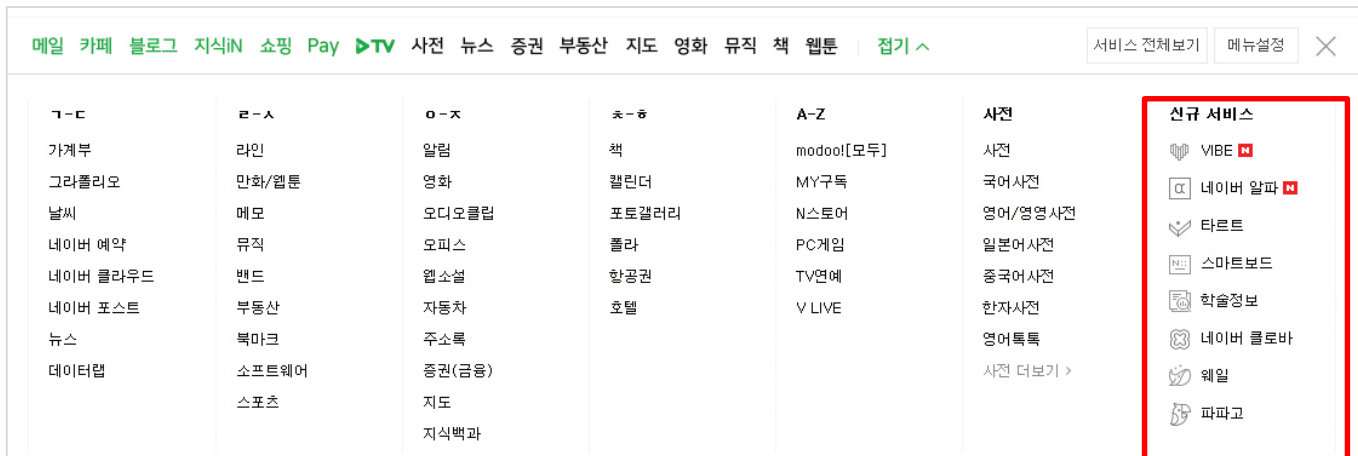 메일 카페 블로그 지식iN 쇼핑 Pay TV 사전 뉴스 증권 부동산 지도 영화 뮤직 책 웹툰 접기 서비스 전체보기 메뉴설정
ㄱ-ㄷ
가계부
그라폴리오
날씨
네이버 예약
네이버 클라우드
네이버 포스트
뉴스
데이터랩
ㄹ-ㅅ
라인
만화/웹툰
메모
뮤직
밴드
부동산
북마크
소프트웨어
스포츠
ㅇ-ㅈ
알림
영화
오디오클립
오피스
웹소설
자동차
주소록
증권(금융)
지도
지식백과
ㅊ-ㅎ
책
캘린더
포토갤러리
폴라
항공권
호텔
A-Z
modoo![모두]
MY구독
N스토어
PC게임
TV연예
V LIVE
사전
사전
국어사전
영어/영영사전
일본어사전
중국어사전
한자사전
영어톡톡
사전 더보기 >
신규 서비스
VIBE N
α 네이버 알파 N
타르트
N 스마트보드
학술정보
네이버 클로바
웨일
파파고